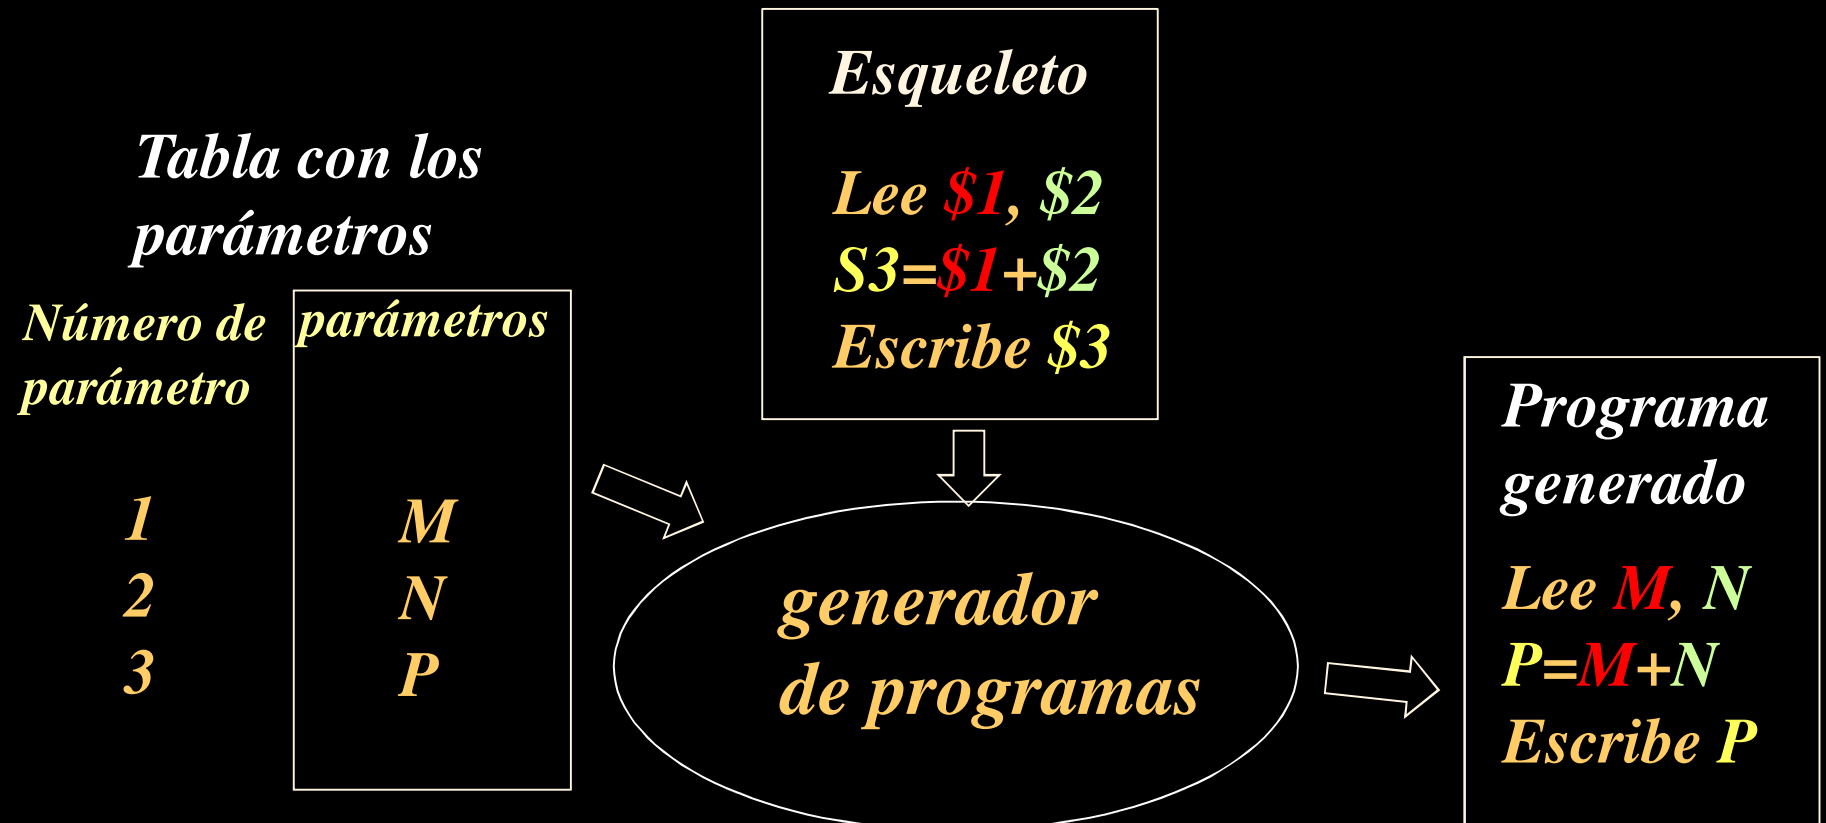 Tabla con los
parámetros
Número de
parámetro
parámetros
1
M
2
N
3
P
Esqueleto
Lee $1, $2
S3=$1+$2
Escribe $3
generador
de programas
Programa
generado
Lee M, N
P=M+N
Escribe P